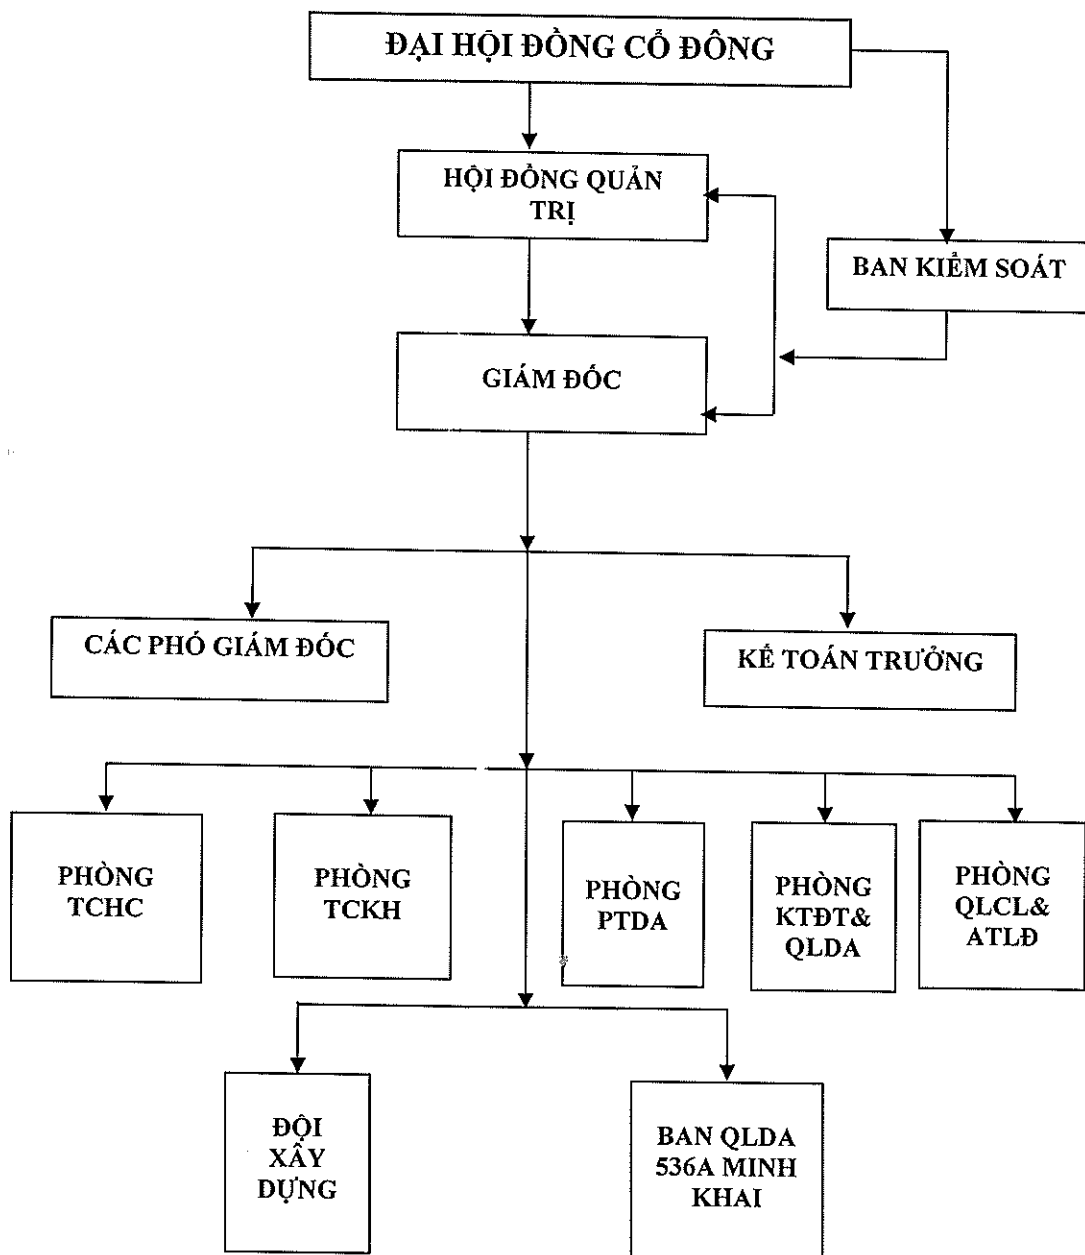 ĐẠI HỘI ĐỒNG CỔ ĐÔNG
HỘI ĐỒNG QUẢN
TRỊ
BAN KIỂM SOÁT
GIÁM ĐỐC
CÁC PHÓ GIÁM ĐỐC
KẾ TOÁN TRƯỞNG
PHÒNG
TCHC
PHÒNG
TCKH
PHÒNG
PTDA
PHÒNG
KTĐT&
QLDA
PHÒNG
QLCL&
ATLĐ
ĐỘI
XÂY
DỰNG
BAN QLDA
536A MINH
KHAI